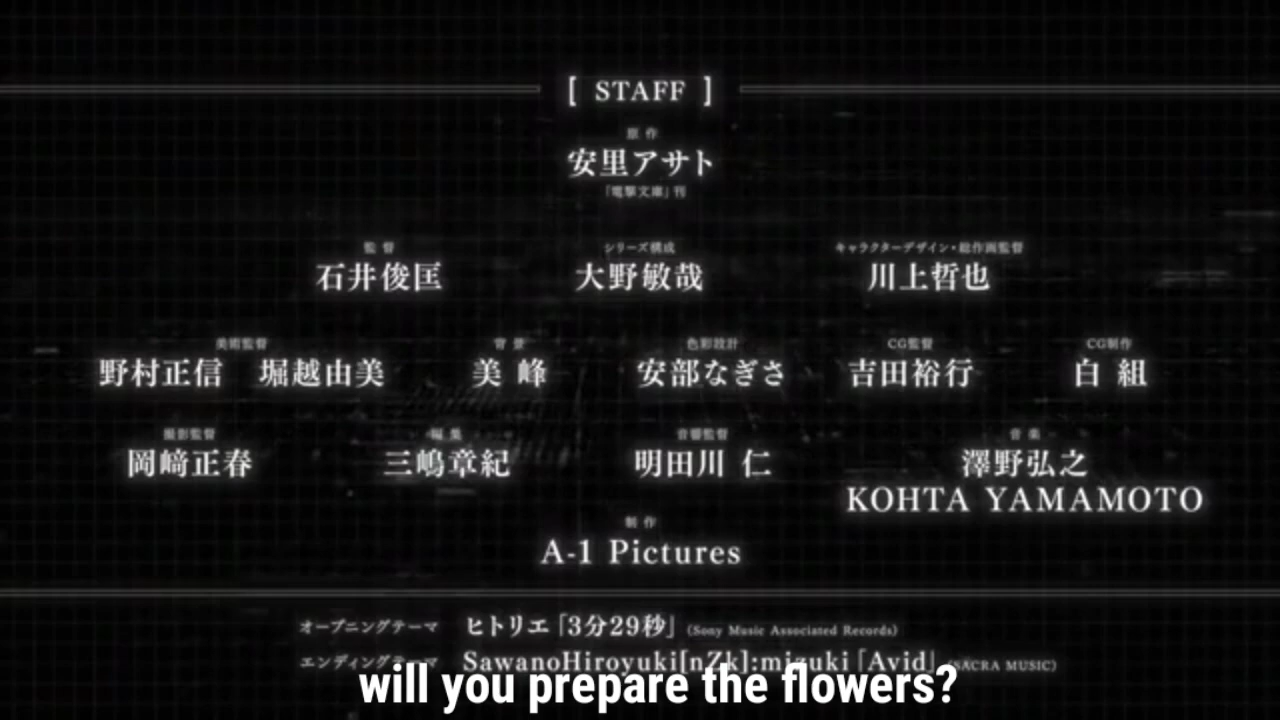 [ STAFF ]
原作
安里アサト
「電撃文庫」刊
監督 シリーズ構成 キャラクターデザイン・総作画監督
石井俊匡 大野敏哉 川上哲也
美術監督 背景 色彩設計 CG監督 CG制作
野村正信 堀越由美 美峰 安部なぎさ 吉田裕行 白組
撮影監督 編集 音響監督 音楽
岡﨑正春 三嶋章紀 明田川 仁 澤野弘之
KOHTA YAMAMOTO
制作
A-1 Pictures
オープニングテーマ ヒトリエ「3分29秒」 (Sony Music Associated Records)
エンディングテーマ SawanoHiroyuki[nZk]:mizuki「Avid」 (SACRA MUSIC)
will you prepare the flowers?